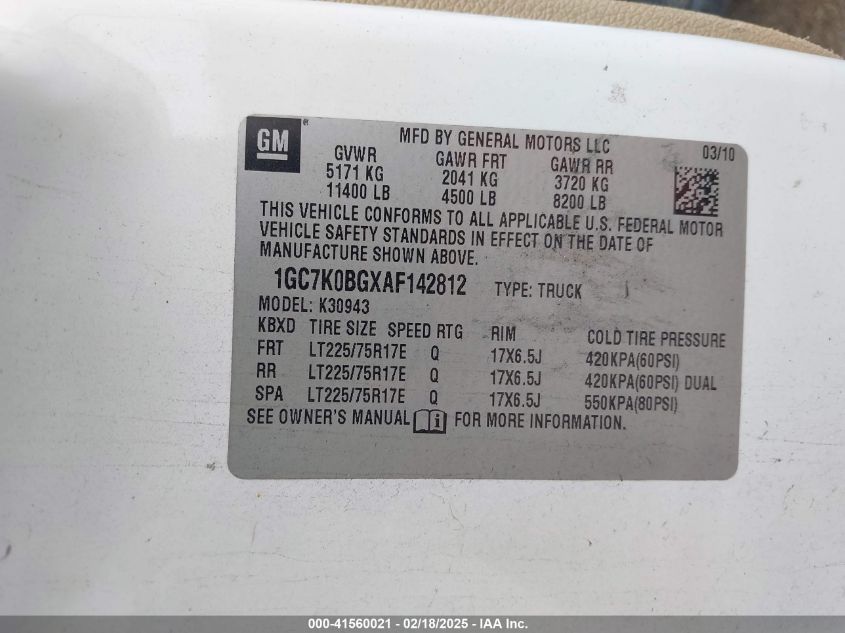 GM
MFD BY GENERAL MOTORS LLC
03/10
GVWR GAWR FRT GAWR RR
5171 KG 2041 KG 3720 KG
11400 LB 4500 LB 8200 LB
THIS VEHICLE CONFORMS TO ALL APPLICABLE U.S. FEDERAL MOTOR
VEHICLE SAFETY STANDARDS IN EFFECT ON THE DATE OF
MANUFACTURE SHOWN ABOVE.
1GC7K0BGXAF142812 TYPE: TRUCK
MODEL: K30943
KBXD TIRE SIZE SPEED RTG RIM COLD TIRE PRESSURE
FRT LT225/75R17E Q 17X6.5J 420KPA(60PSI)
RR LT225/75R17E Q 17X6.5J 420KPA(60PSI) DUAL
SPA LT225/75R17E Q 17X6.5J 550KPA(80PSI)
SEE OWNER'S MANUAL FOR MORE INFORMATION.
000-41560021 - 02/18/2025 - IAA Inc.